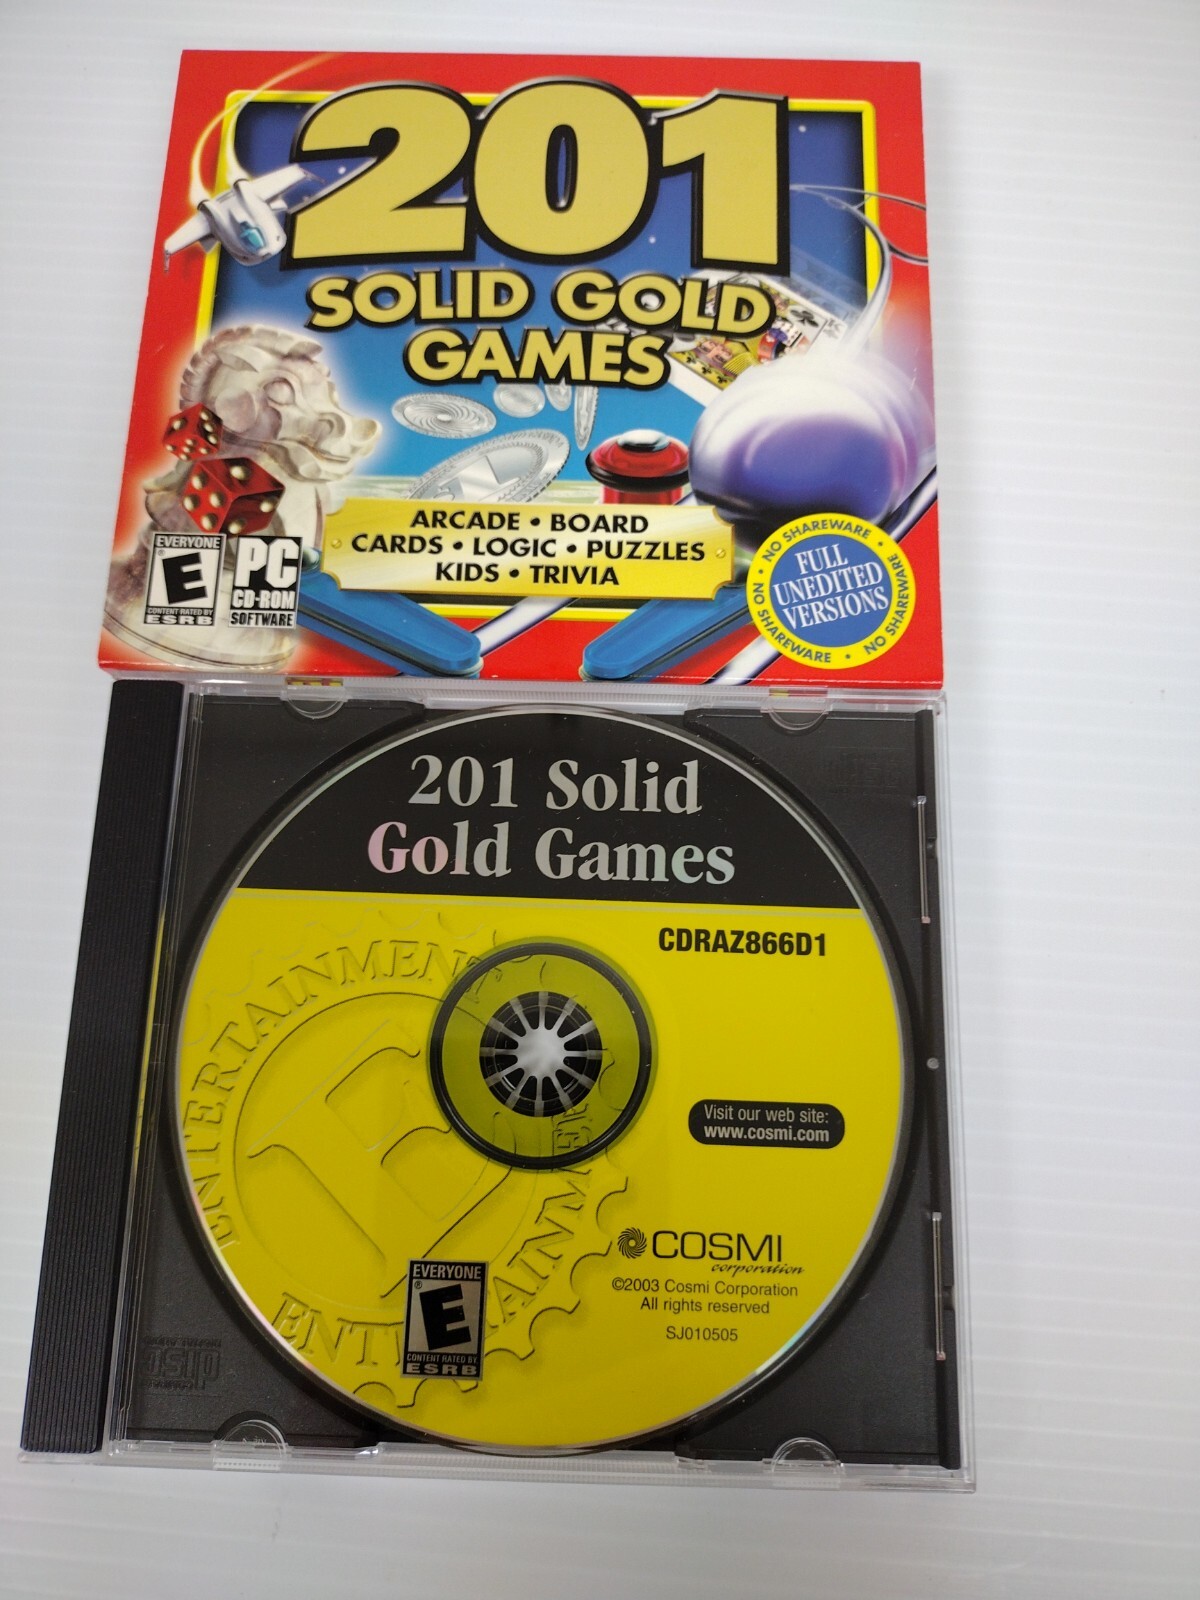 201
SOLID GOLD
GAMES
ARCADE • BOARD
CARDS • LOGIC • PUZZLES
KIDS • TRIVIA
EVERYONE
E
CONTENT RATED BY
ESRB
PC
CD-ROM
SOFTWARE
NO SHAREWARE • NO SHAREWARE • NO SHAREWARE •
FULL
UNEDITED
VERSIONS
201 Solid
Gold Games
CDRAZ866D1
ENTERTAINMENT
E
Visit our web site:
www.cosmi.com
COSMI
corporation
©2003 Cosmi Corporation
All rights reserved
SJ010505
EVERYONE
E
CONTENT RATED BY
ESRB